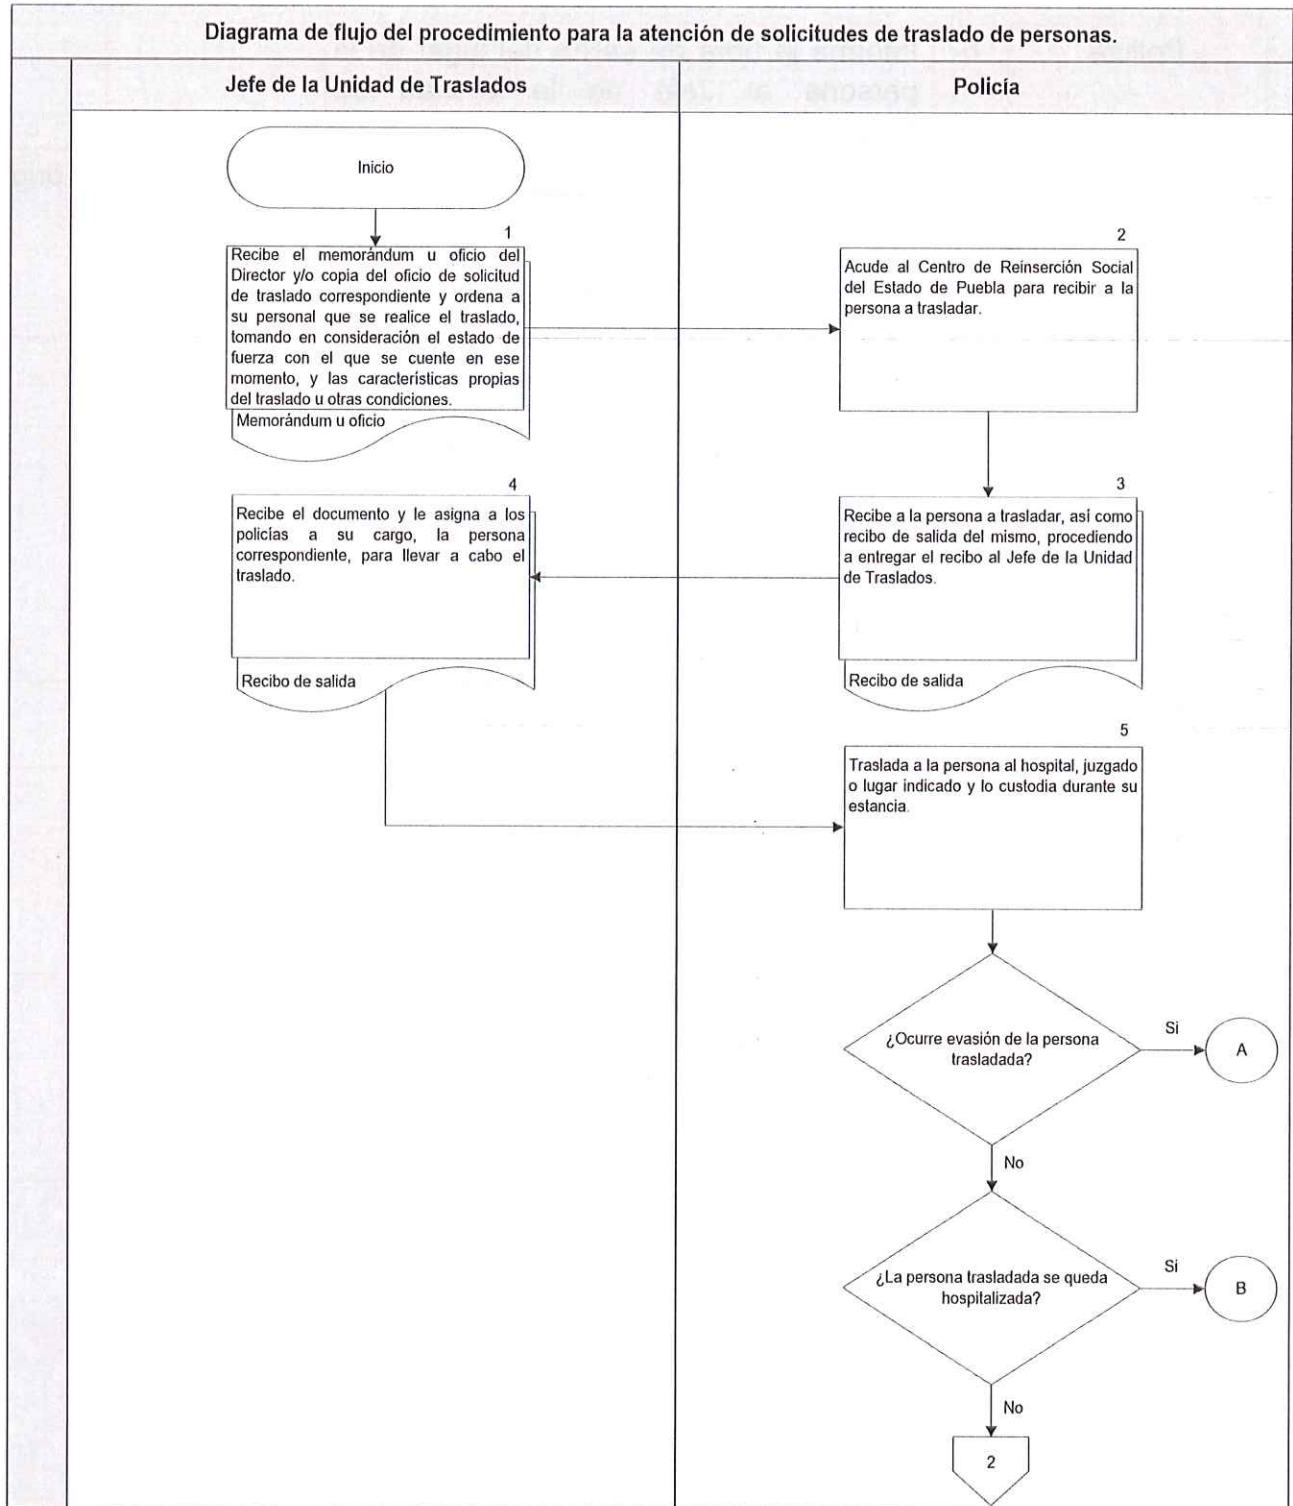 Diagrama de flujo del procedimiento para la atención de solicitudes de traslado de personas.
Jefe de la Unidad de Traslados
Policía
Inicio
1
Recibe el memorándum u oficio del
Director y/o copia del oficio de solicitud
de traslado correspondiente y ordena a
su personal que se realice el traslado,
tomando en consideración el estado de
fuerza con el que se cuente en ese
momento, y las características propias
del traslado u otras condiciones.
Memorándum u oficio
2
Acude al Centro de Reinserción Social
del Estado de Puebla para recibir a la
persona a trasladar.
3
Recibe a la persona a trasladar, así como
recibo de salida del mismo, procediendo
a entregar el recibo al Jefe de la Unidad
de Traslados.
Recibo de salida
4
Recibe el documento y le asigna a los
policías a su cargo, la persona
correspondiente, para llevar a cabo el
traslado.
Recibo de salida
5
Traslada a la persona al hospital, juzgado
o lugar indicado y lo custodia durante su
estancia.
¿Ocurre evasión de la persona
trasladada?
Si
A
No
¿La persona trasladada se queda
hospitalizada?
Si
B
No
2